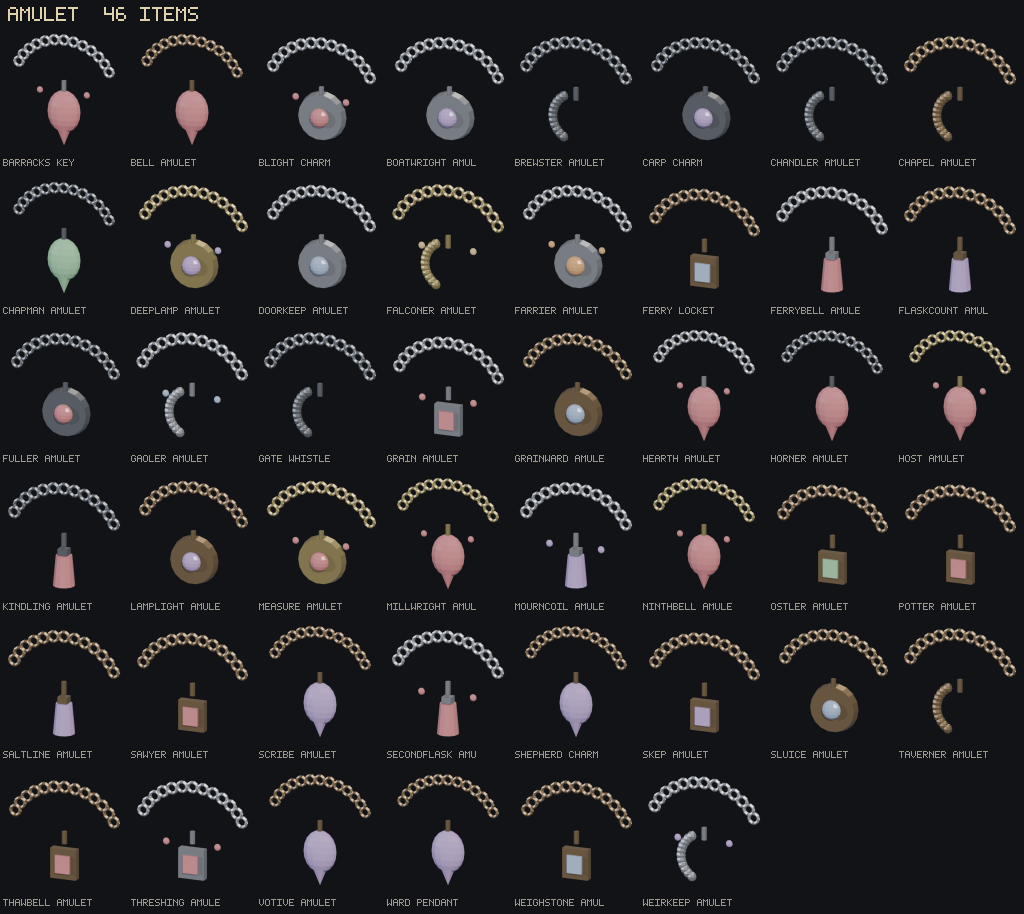 AMULET 46 ITEMS
BARRACKS KEY
BELL AMULET
BLIGHT CHARM
BOATWRIGHT AMUL
BREWSTER AMULET
CARP CHARM
CHANDLER AMULET
CHAPEL AMULET
CHAPMAN AMULET
DEEPLAMP AMULET
DOORKEEP AMULET
FALCONER AMULET
FARRIER AMULET
FERRY LOCKET
FERRYBELL AMULE
FLASKCOUNT AMUL
FULLER AMULET
GAOLER AMULET
GATE WHISTLE
GRAIN AMULET
GRAINWARD AMULE
HEARTH AMULET
HORNER AMULET
HOST AMULET
KINDLING AMULET
LAMPLIGHT AMULE
MEASURE AMULET
MILLWRIGHT AMUL
MOURNCOIL AMULE
NINTHBELL AMULE
OSTLER AMULET
POTTER AMULET
SALTLINE AMULET
SAWYER AMULET
SCRIBE AMULET
SECONDFLASK AMU
SHEPHERD CHARM
SKEP AMULET
SLUICE AMULET
TAVERNER AMULET
THAWBELL AMULET
THRESHING AMULE
VOTIVE AMULET
WARD PENDANT
WEIGHSTONE AMUL
WEIRKEEP AMULET